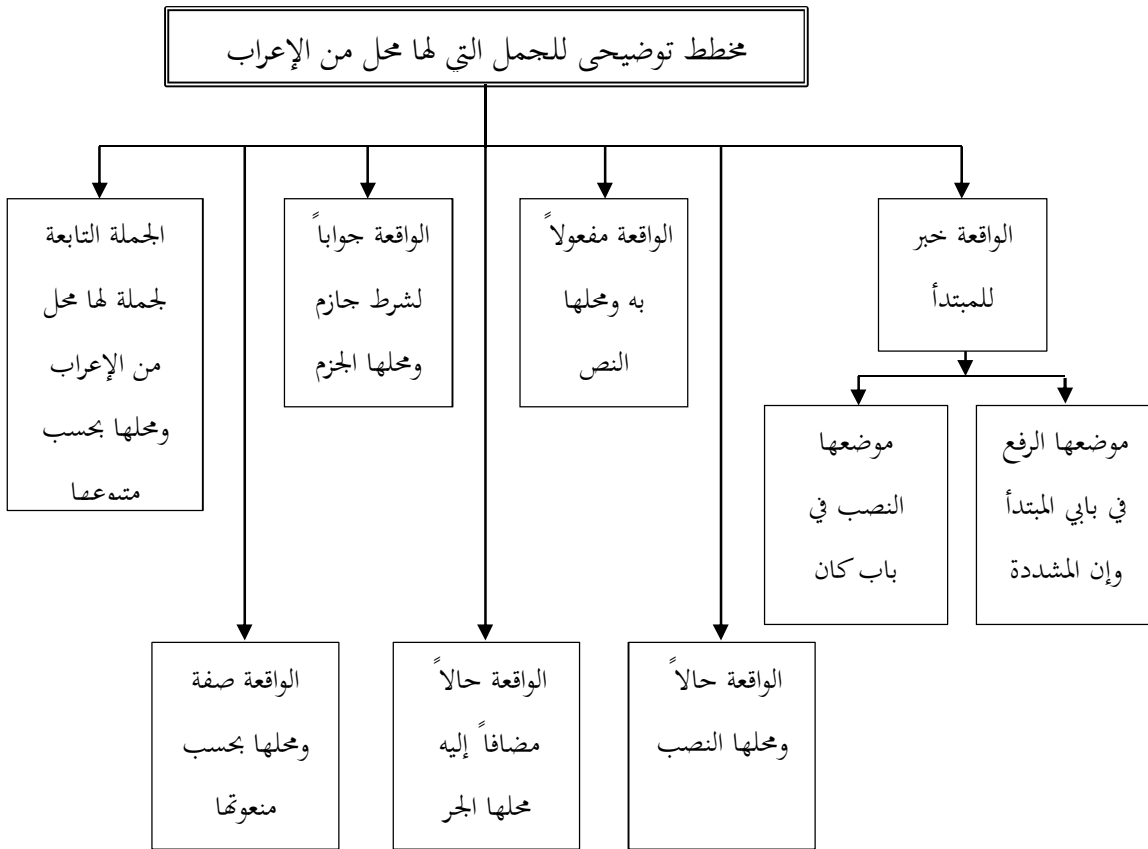 مخطط توضيحى للجمل التي لها محل من الإعراب
الواقعة خبر
للمبتدأ
موضعها الرفع
في بابي المبتدأ
وإن المشددة
موضعها
النصب في
باب كان
الواقعة حالاً
ومحلها النصب
الواقعة مفعولاً
به ومحلها
النص
الواقعة حالاً
مضافاً إليه
محلها الجر
الواقعة جواباً
لشرط جازم
ومحلها الجزم
الواقعة صفة
ومحلها بحسب
منعوتها
الجملة التابعة
لجملة لها محل
من الإعراب
ومحلها بحسب
متبوعها